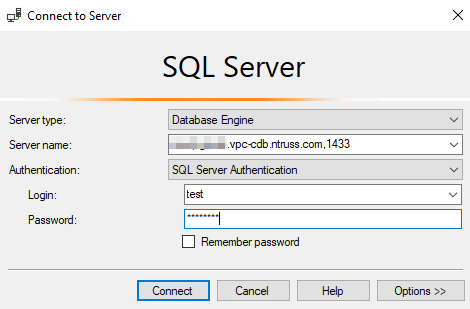 Connect to Server
SQL Server
Server type: Database Engine
Server name: .vpc-cdb.ntruss.com,1433
Authentication: SQL Server Authentication
Login: test
Password: ********
Remember password
Connect Cancel Help Options >>